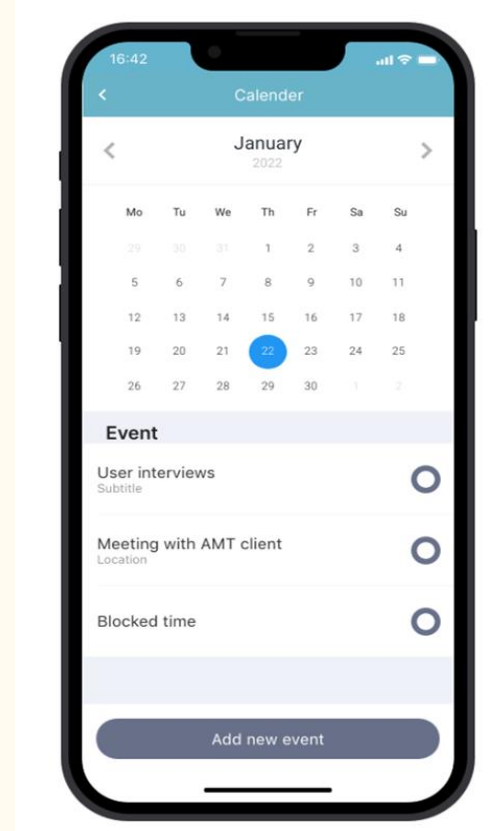 16:42
Calender
January
2022
Mo Tu We Th Fr Sa Su
29 30 31 1 2 3 4
5 6 7 8 9 10 11
12 13 14 15 16 17 18
19 20 21 22 23 24 25
26 27 28 29 30 1 2
Event
User interviews
Subtitle
Meeting with AMT client
Location
Blocked time
Add new event